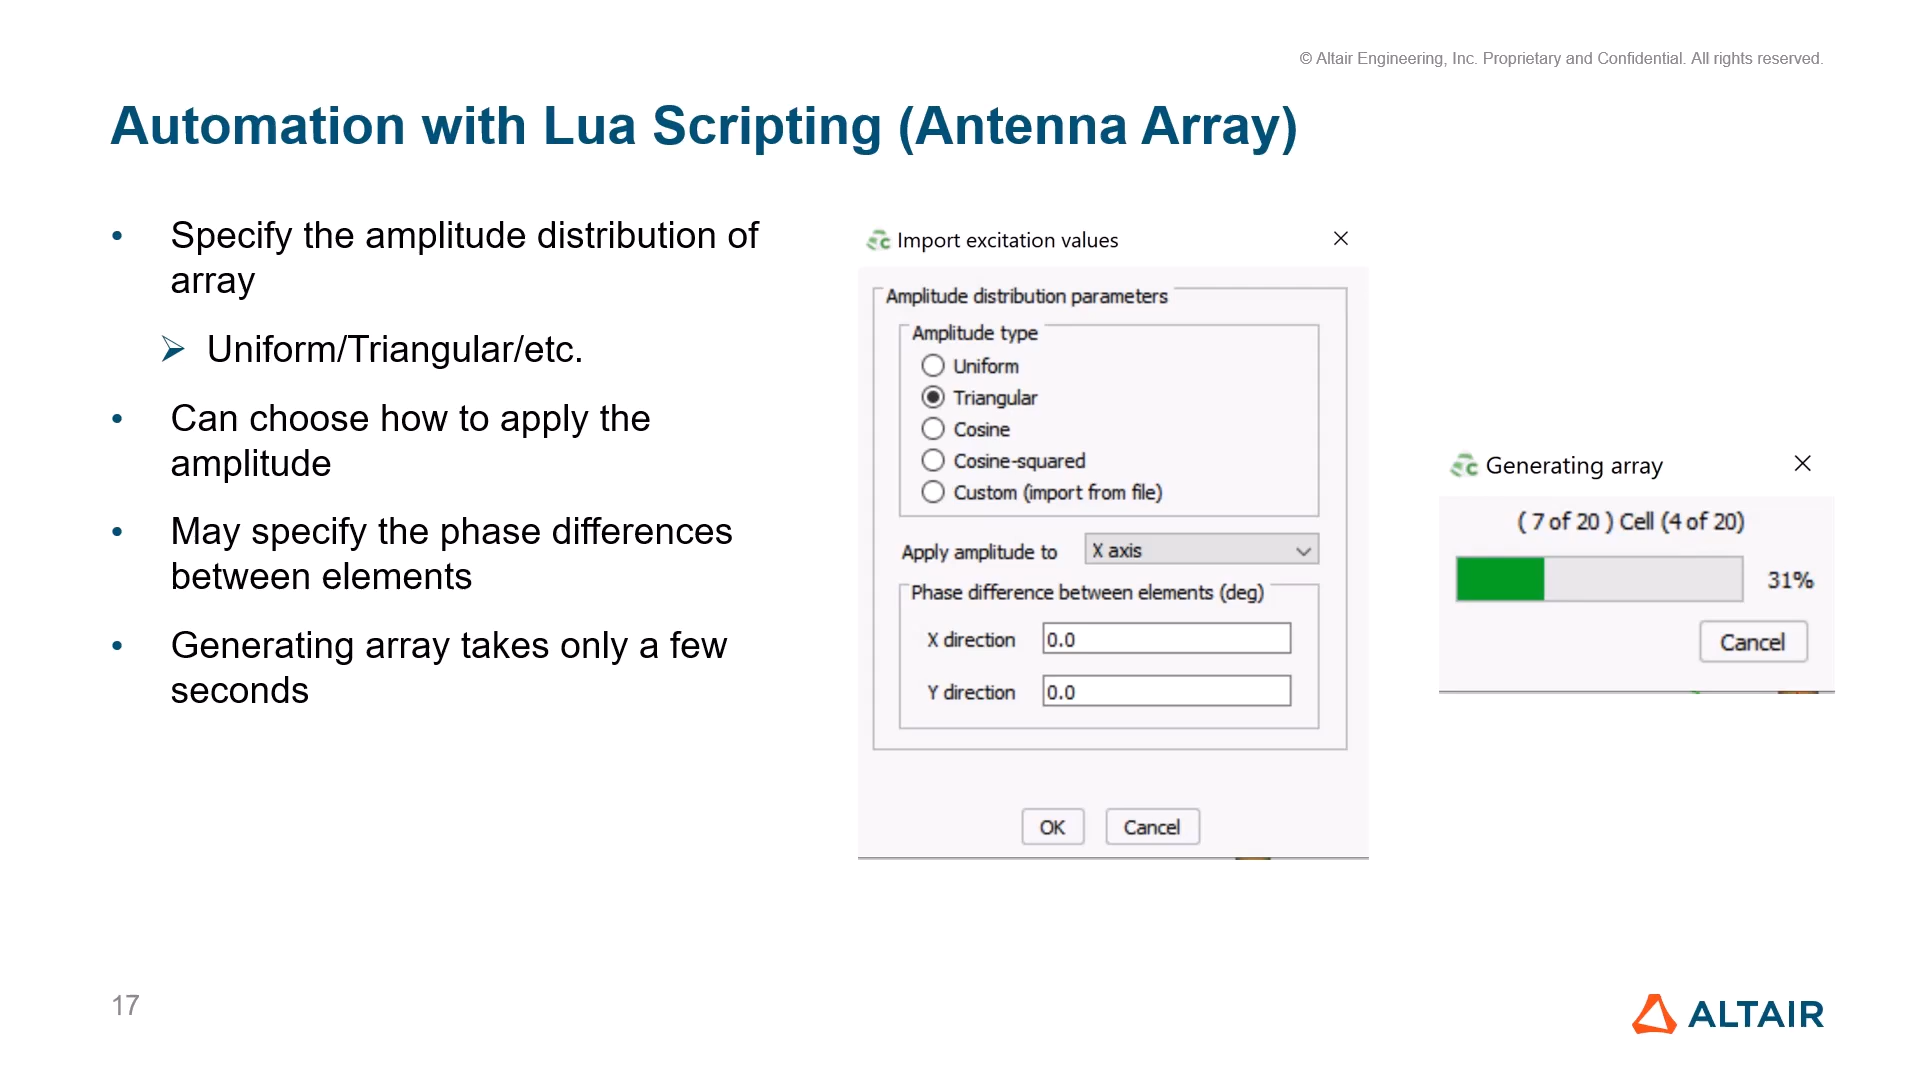 © Altair Engineering, Inc. Proprietary and Confidential. All rights reserved.
Automation with Lua Scripting (Antenna Array)
• Specify the amplitude distribution of
array
➢ Uniform/Triangular/etc.
• Can choose how to apply the
amplitude
• May specify the phase differences
between elements
• Generating array takes only a few
seconds
Import excitation values
Amplitude distribution parameters
Amplitude type
Uniform
Triangular
Cosine
Cosine-squared
Custom (import from file)
Apply amplitude to X axis
Phase difference between elements (deg)
X direction 0.0
Y direction 0.0
OK Cancel
Generating array
( 7 of 20 ) Cell (4 of 20)
31%
Cancel
17
ALTAIR